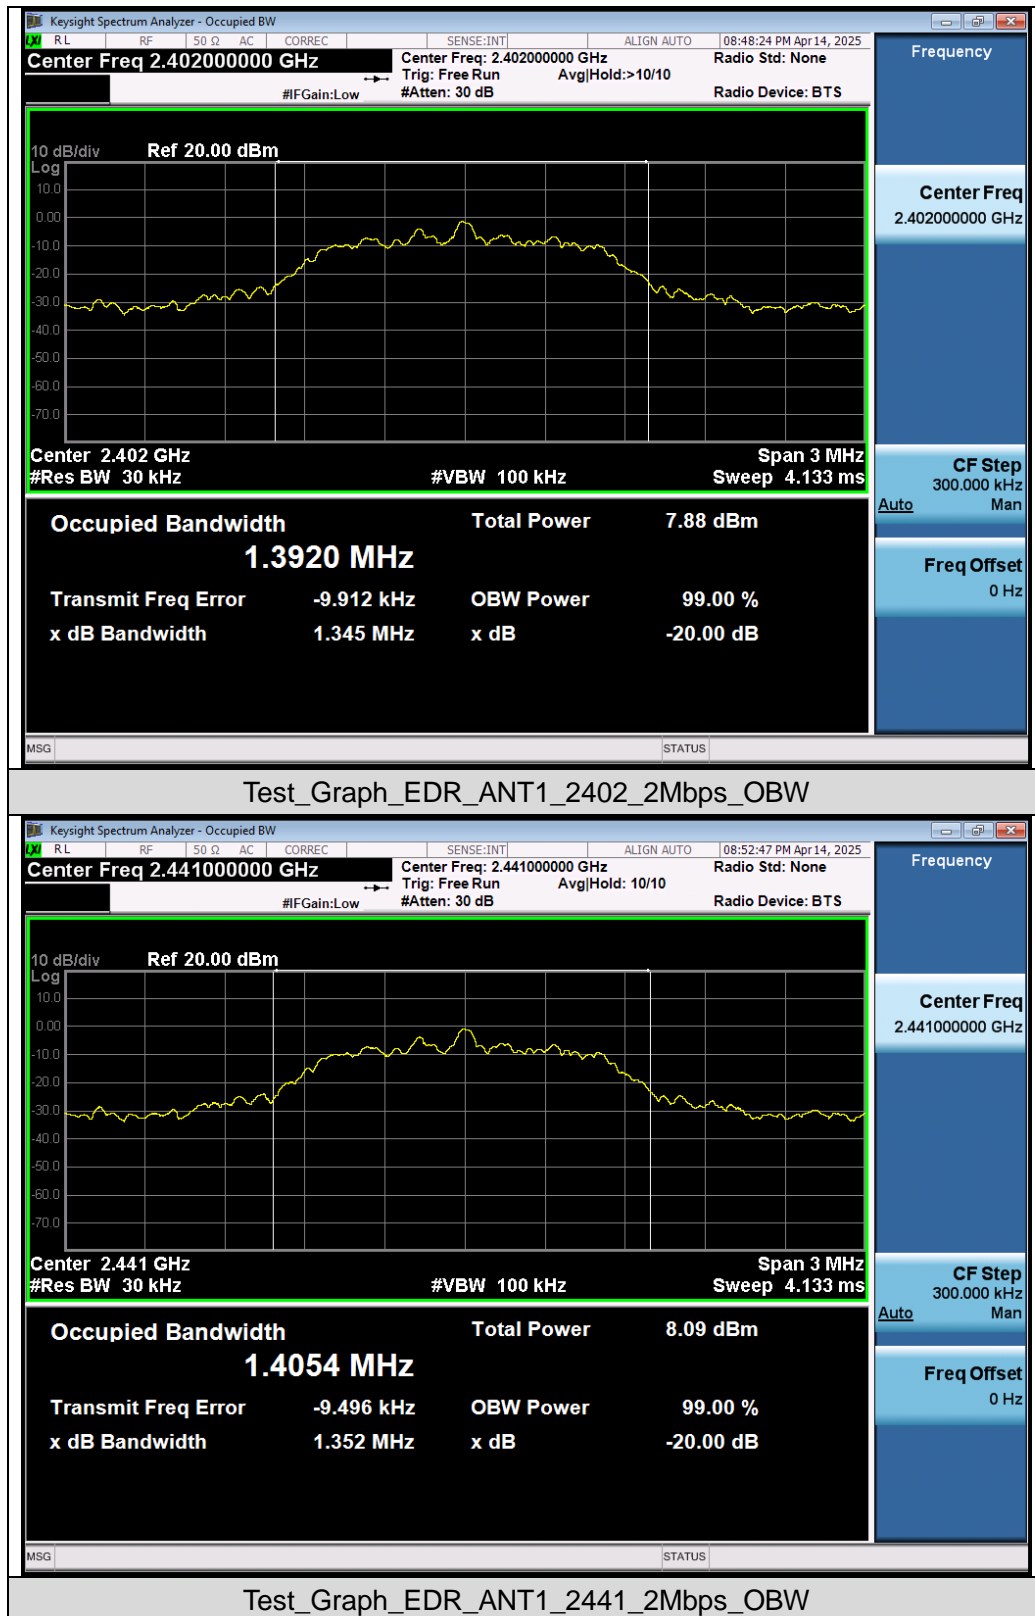 Keysight Spectrum Analyzer - Occupied BW
LXI RL RF 50 Ω AC CORREC SENSE:INT ALIGN AUTO 08:48:24 PM Apr 14, 2025
Center Freq 2.402000000 GHz
Center Freq: 2.402000000 GHz
Radio Std: None
Trig: Free Run Avg|Hold:>10/10
#IFGain:Low
#Atten: 30 dB
Radio Device: BTS
10 dB/div Ref 20.00 dBm
Log
10.0
0.00
-10.0
-20.0
-30.0
-40.0
-50.0
-60.0
-70.0
Center 2.402 GHz Span 3 MHz
#Res BW 30 kHz #VBW 100 kHz Sweep 4.133 ms
Occupied Bandwidth Total Power 7.88 dBm
1.3920 MHz
Transmit Freq Error -9.912 kHz OBW Power 99.00 %
x dB Bandwidth 1.345 MHz x dB -20.00 dB
MSG STATUS
Frequency
Center Freq
2.402000000 GHz
CF Step
300.000 kHz
Auto Man
Freq Offset
0 Hz
Test_Graph_EDR_ANT1_2402_2Mbps_OBW
Keysight Spectrum Analyzer - Occupied BW
LXI RL RF 50 Ω AC CORREC SENSE:INT ALIGN AUTO 08:52:47 PM Apr 14, 2025
Center Freq 2.441000000 GHz
Center Freq: 2.441000000 GHz
Radio Std: None
Trig: Free Run Avg|Hold: 10/10
#IFGain:Low
#Atten: 30 dB
Radio Device: BTS
10 dB/div Ref 20.00 dBm
Log
10.0
0.00
-10.0
-20.0
-30.0
-40.0
-50.0
-60.0
-70.0
Center 2.441 GHz Span 3 MHz
#Res BW 30 kHz #VBW 100 kHz Sweep 4.133 ms
Occupied Bandwidth Total Power 8.09 dBm
1.4054 MHz
Transmit Freq Error -9.496 kHz OBW Power 99.00 %
x dB Bandwidth 1.352 MHz x dB -20.00 dB
MSG STATUS
Frequency
Center Freq
2.441000000 GHz
CF Step
300.000 kHz
Auto Man
Freq Offset
0 Hz
Test_Graph_EDR_ANT1_2441_2Mbps_OBW